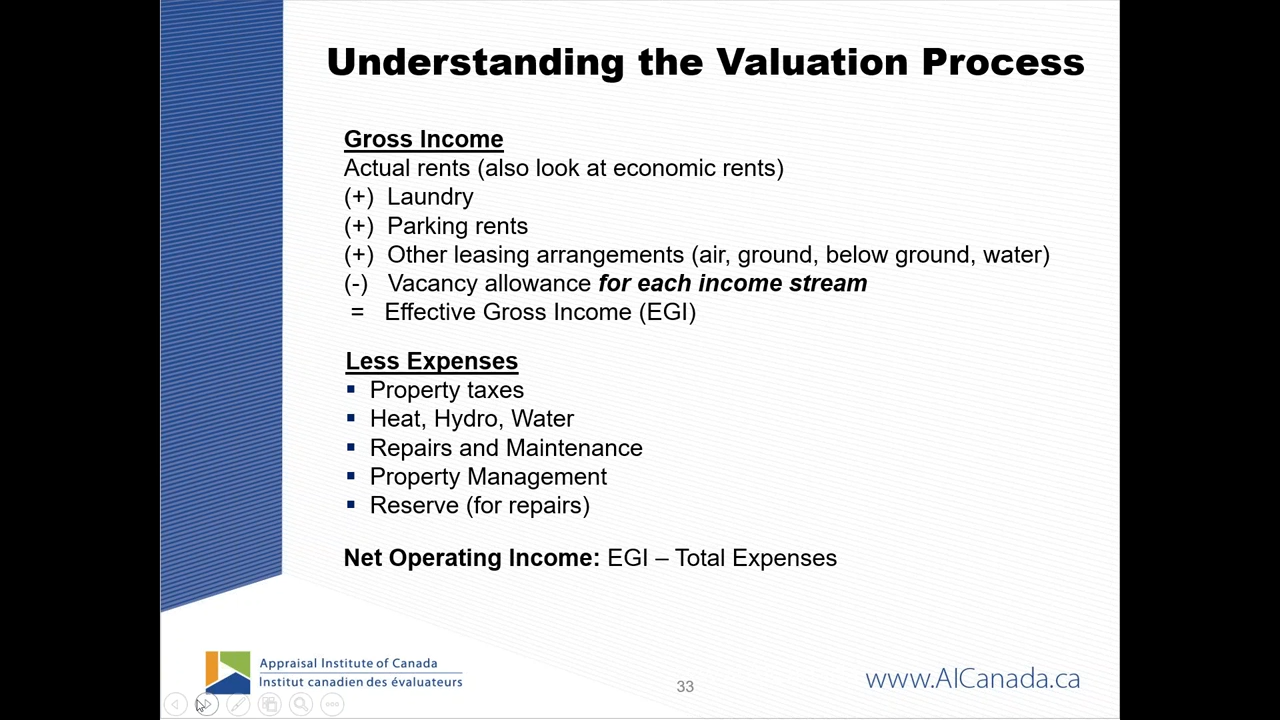 Understanding the Valuation Process
Gross Income
Actual rents (also look at economic rents)
(+) Laundry
(+) Parking rents
(+) Other leasing arrangements (air, ground, below ground, water)
(-) Vacancy allowance for each income stream
= Effective Gross Income (EGI)
Less Expenses
▪ Property taxes
▪ Heat, Hydro, Water
▪ Repairs and Maintenance
▪ Property Management
▪ Reserve (for repairs)
Net Operating Income: EGI – Total Expenses
Appraisal Institute of Canada
Institut canadien des évaluateurs
33
www.AICanada.ca